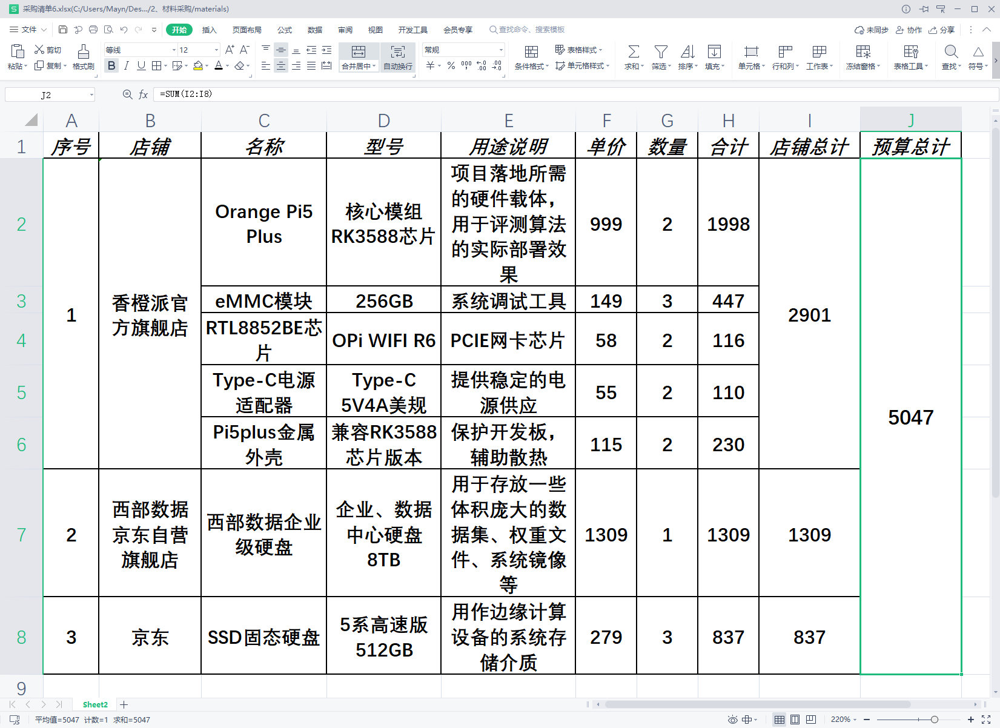 采购清单6.xlsx(C:/Users/Mayn/Des.../2、材料采购/materials)
文件 开始 插入 页面布局 公式 数据 审阅 视图 开发工具 会员专享 查找命令、搜索模板 未同步 协作 分享
粘贴 剪切 复制 格式刷 等线 12 合并居中 自动换行 常规 条件格式 表格样式 单元格样式 求和 筛选 排序 填充 单元格 行和列 工作表 冻结窗格 表格工具 查找 符号
J2 fx =SUM(I2:I8)
A B C D E F G H I J
1 序号 店铺 名称 型号 用途说明 单价 数量 合计 店铺总计 预算总计
2
1
香橙派官
方旗舰店
Orange Pi5
Plus
核心模组
RK3588芯片
项目落地所需
的硬件载体，
用于评测算法
的实际部署效
果
999 2 1998
2901
5047
3 eMMC模块 256GB 系统调试工具 149 3 447
4
RTL8852BE芯
片
OPi WIFI R6 PCIE网卡芯片 58 2 116
5
Type-C电源
适配器
Type-C
5V4A美规
提供稳定的电
源供应
55 2 110
6
Pi5plus金属
外壳
兼容RK3588
芯片版本
保护开发板，
辅助散热
115 2 230
7
2
西部数据
京东自营
旗舰店
西部数据企业
级硬盘
企业、数据
中心硬盘
8TB
用于存放一些
体积庞大的数
据集、权重文
件、系统镜像
等
1309 1 1309 1309
8
3
京东
SSD固态硬盘
5系高速版
512GB
用作边缘计算
设备的系统存
储介质
279 3 837 837
9
Sheet2
平均值=5047 计数=1 求和=5047 220%